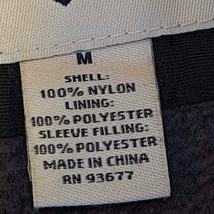 M
SHELL:
100% NYLON
LINING:
100% POLYESTER
SLEEVE FILLING:
100% POLYESTER
MADE IN CHINA
RN 93677